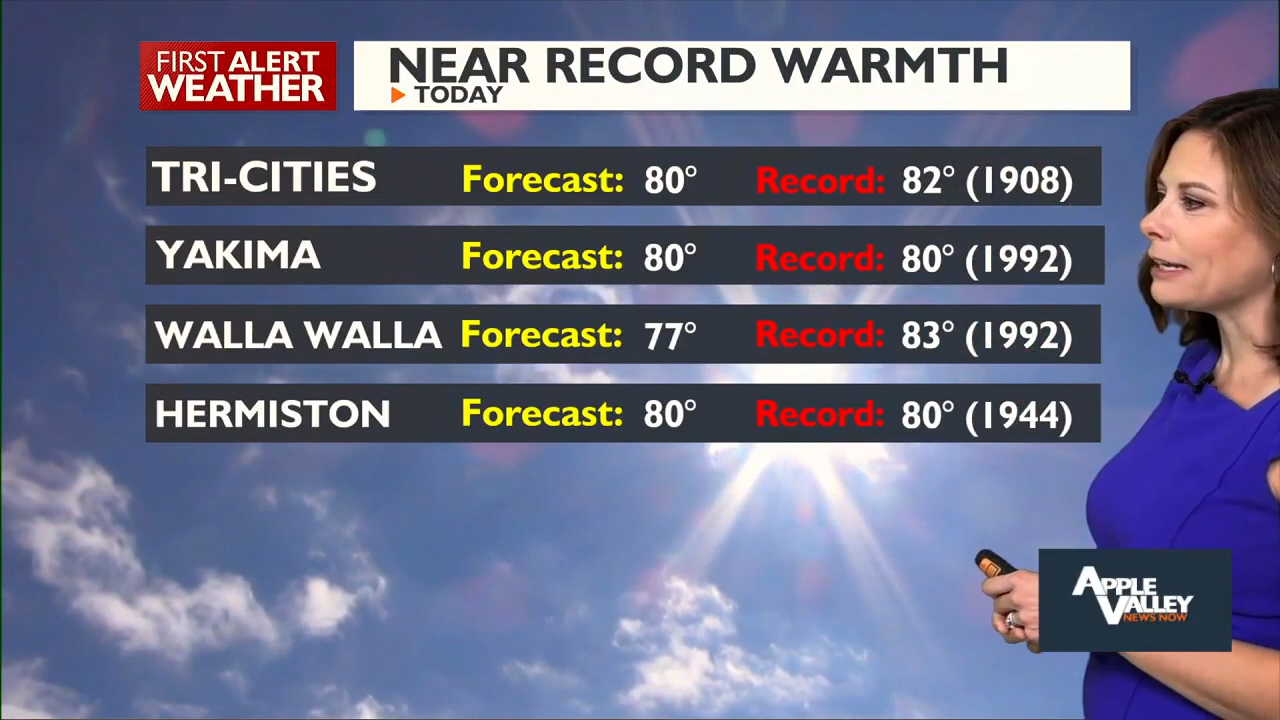 FIRST ALERT
WEATHER
NEAR RECORD WARMTH
TODAY
TRI-CITIES Forecast: 80° Record: 82° (1908)
YAKIMA Forecast: 80° Record: 80° (1992)
WALLA WALLA Forecast: 77° Record: 83° (1992)
HERMISTON Forecast: 80° Record: 80° (1944)
APPLE
VALLEY
NEWS NOW